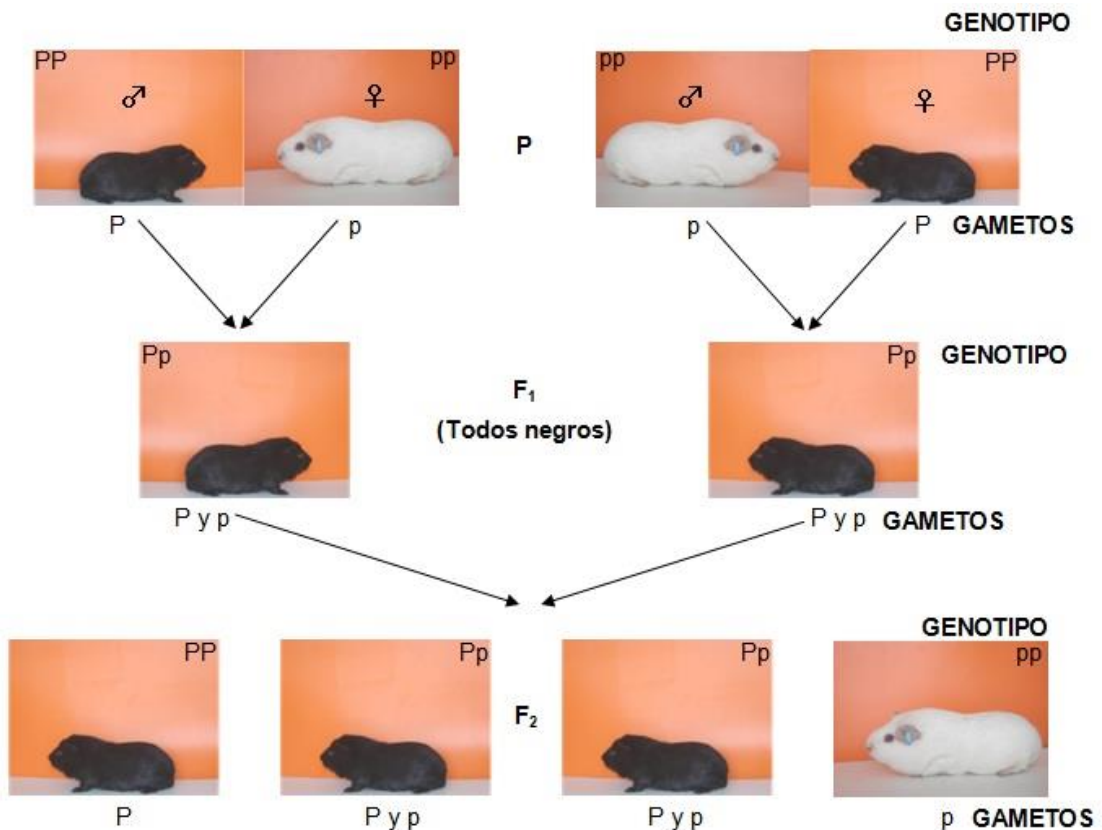 GENOTIPO
PP pp pp PP
♂ ♀ ♂ ♀
P
P p p P GAMETOS
Pp Pp GENOTIPO
F₁
(Todos negros)
P y p P y p GAMETOS
GENOTIPO
PP Pp Pp pp
F₂
P P y p P y p p GAMETOS